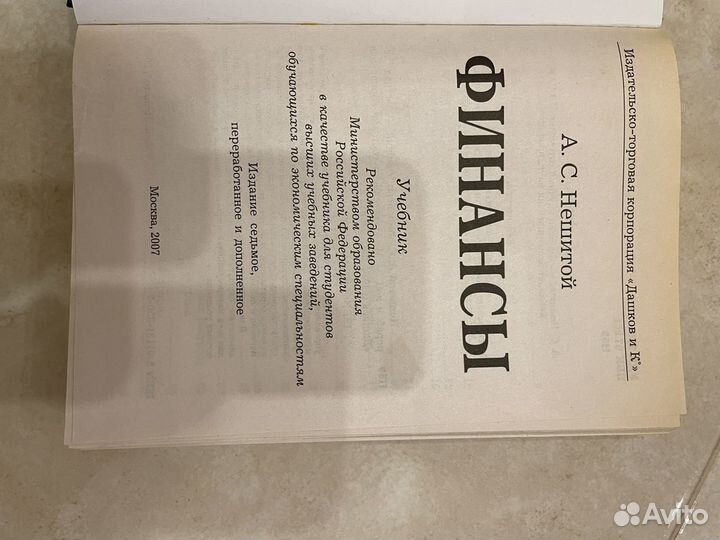 Издательско-торговая корпорация «Дашков и К°»
А. С. Нешитой
ФИНАНСЫ
Учебник
Рекомендовано
Министерством образования
Российской Федерации
в качестве учебника для студентов
высших учебных заведений,
обучающихся по экономическим специальностям
Издание седьмое,
переработанное и дополненное
Москва, 2007
Avito